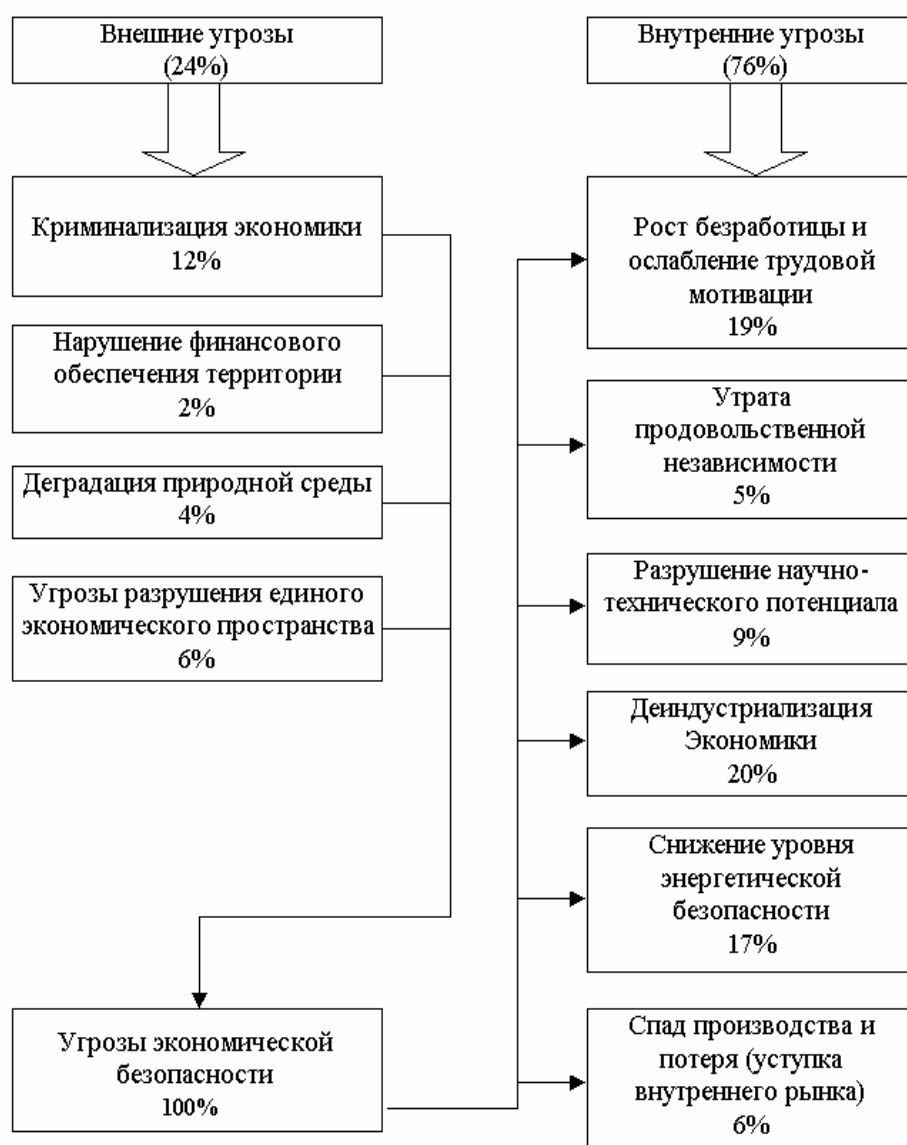 Внешние угрозы
(24%)
Криминализация экономики
12%
Нарушение финансового
обеспечения территории
2%
Деградация природной среды
4%
Угрозы разрушения единого
экономического пространства
6%
Угрозы экономической
безопасности
100%
Внутренние угрозы
(76%)
Рост безработицы и
ослабление трудовой
мотивации
19%
Утрата
продовольственной
независимости
5%
Разрушение научно-
технического потенциала
9%
Деиндустриализация
Экономики
20%
Снижение уровня
энергетической
безопасности
17%
Спад производства и
потеря (уступка
внутреннего рынка)
6%